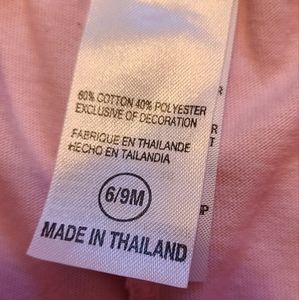 60% COTTON 40% POLYESTER
EXCLUSIVE OF DECORATION
FABRIQUE EN THAILANDE
HECHO EN TAILANDIA
6/9M
MADE IN THAILAND